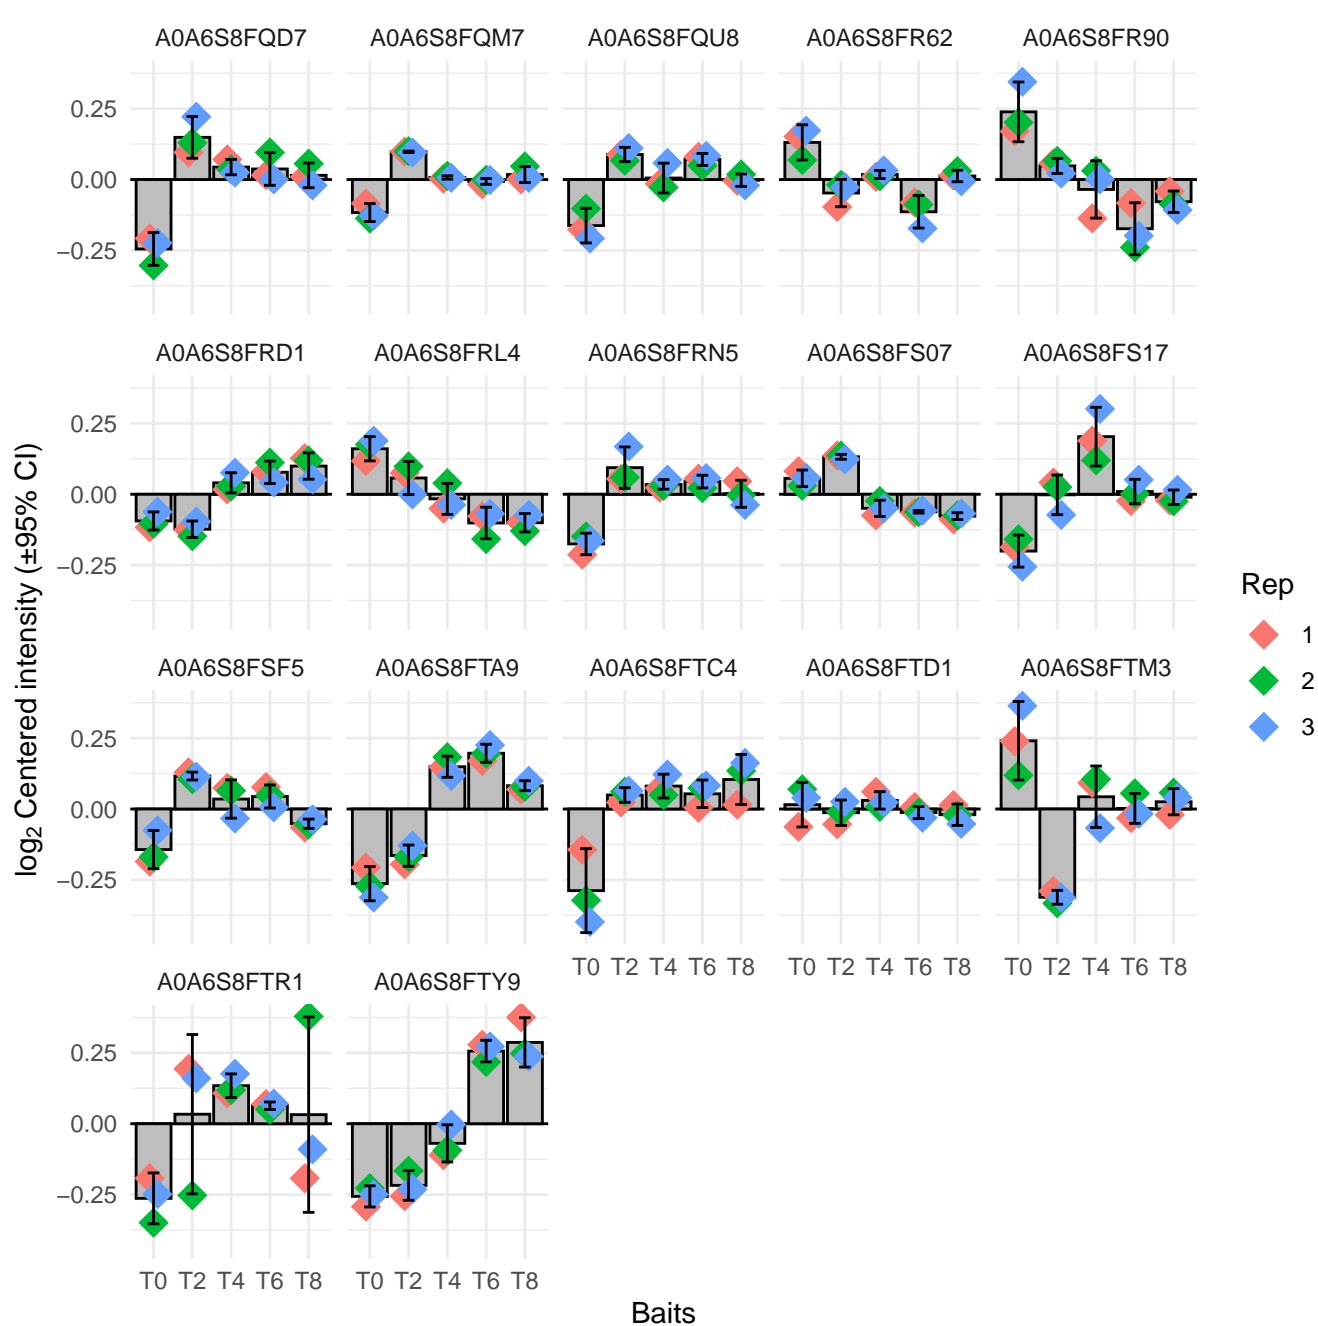 A0A6S8FQD7 A0A6S8FQM7 A0A6S8FQU8 A0A6S8FR62 A0A6S8FR90
0.25
0.00
−0.25
A0A6S8FRD1 A0A6S8FRL4 A0A6S8FRN5 A0A6S8FS07 A0A6S8FS17
0.25
0.00
−0.25
log2 Centered intensity (±95% CI)
Rep
1
2
3
A0A6S8FSF5 A0A6S8FTA9 A0A6S8FTC4 A0A6S8FTD1 A0A6S8FTM3
0.25
0.00
−0.25
T0 T2 T4 T6 T8 T0 T2 T4 T6 T8 T0 T2 T4 T6 T8
A0A6S8FTR1 A0A6S8FTY9
0.25
0.00
−0.25
T0 T2 T4 T6 T8 T0 T2 T4 T6 T8
Baits